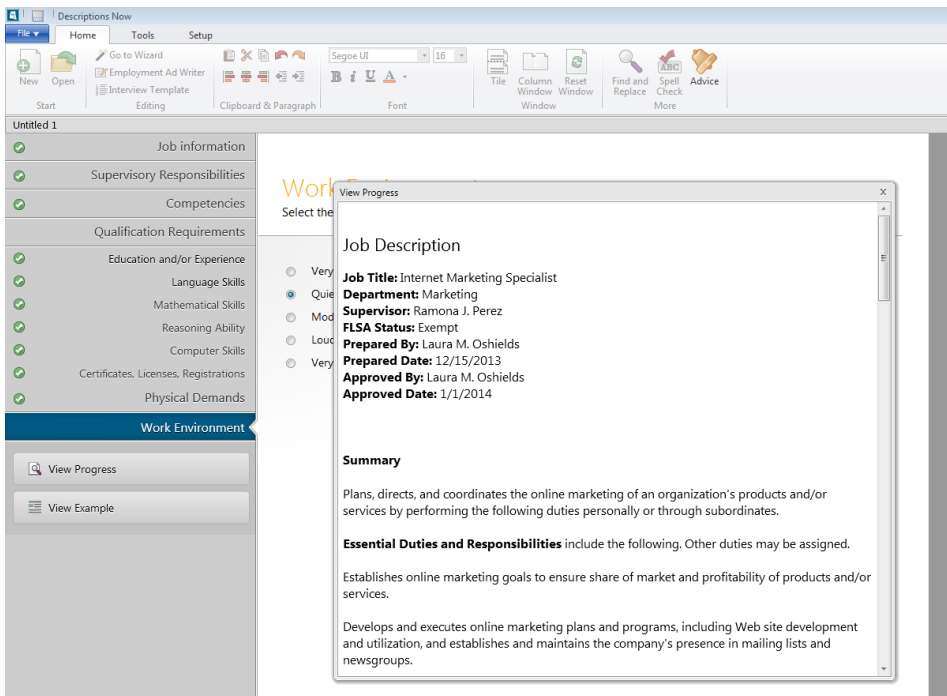 Descriptions Now
File
Home
Tools
Setup
New
Open
Start
Go to Wizard
Employment Ad Writer
Interview Template
Editing
Clipboard & Paragraph
Segoe UI
16
B i U A
Font
Tile
Column Window
Reset Window
Window
Find and Replace
ABC
Spell Check
Advice
More
Untitled 1
Job information
Supervisory Responsibilities
Competencies
Qualification Requirements
Education and/or Experience
Language Skills
Mathematical Skills
Reasoning Ability
Computer Skills
Certificates, Licenses, Registrations
Physical Demands
Work Environment
View Progress
View Example
Work
Select the
Very
Quie
Mod
Loud
Very
View Progress
x
Job Description
Job Title: Internet Marketing Specialist
Department: Marketing
Supervisor: Ramona J. Perez
FLSA Status: Exempt
Prepared By: Laura M. Oshields
Prepared Date: 12/15/2013
Approved By: Laura M. Oshields
Approved Date: 1/1/2014
Summary
Plans, directs, and coordinates the online marketing of an organization's products and/or
services by performing the following duties personally or through subordinates.
Essential Duties and Responsibilities include the following. Other duties may be assigned.
Establishes online marketing goals to ensure share of market and profitability of products and/or
services.
Develops and executes online marketing plans and programs, including Web site development
and utilization, and establishes and maintains the company's presence in mailing lists and
newsgroups.